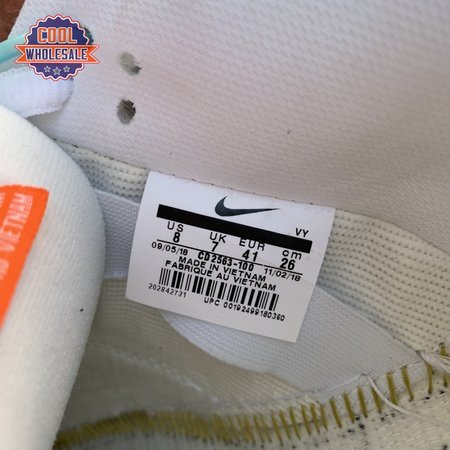 COOL
WHOLESALE
VIETNAM
VY
US UK EUR cm
8 7 41 26
09/05/18 CD2563-100 11/02/18
MADE IN VIETNAM
FABRIQUE AU VIETNAM
202842731
UPC 00192499180360